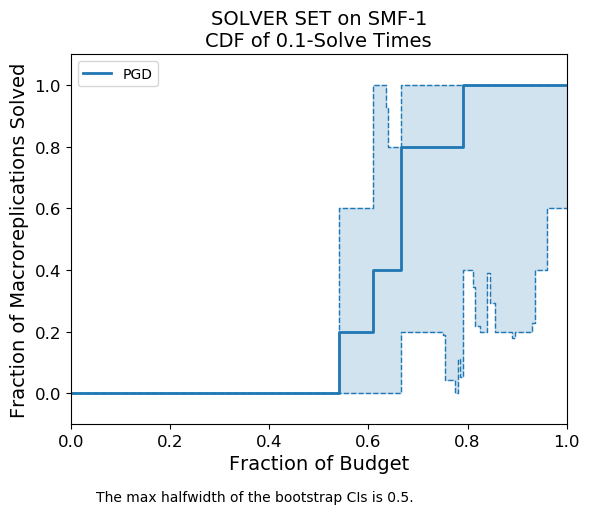 SOLVER SET on SMF-1
CDF of 0.1-Solve Times
PGD
Fraction of Macroreplications Solved
1.0
0.8
0.6
0.4
0.2
0.0
0.0 0.2 0.4 0.6 0.8 1.0
Fraction of Budget
The max halfwidth of the bootstrap CIs is 0.5.